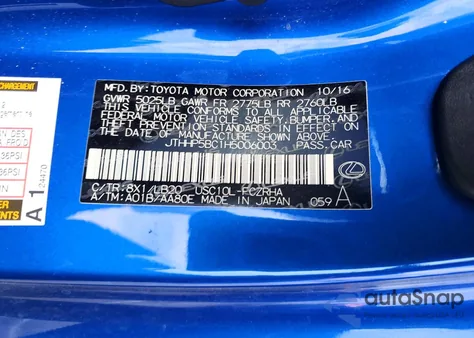 MFD.BY:TOYOTA MOTOR CORPORATION 10/16
GVWR 5025LB GAWR FR 2775LB RR 2760LB
THIS VEHICLE CONFORMS TO ALL APPLICABLE
FEDERAL MOTOR VEHICLE SAFETY, BUMPER, AND
THEFT PREVENTION STANDARDS IN EFFECT ON
THE DATE OF MANUFACTURE SHOWN ABOVE.
JTHHP5BC1H5006003 PASS.CAR
C/TR:8X1/LB20 USC10L-FCZRHA
A/TM:A01B/AA80E MADE IN JAPAN 059 A
A 1
24470
autoSnap